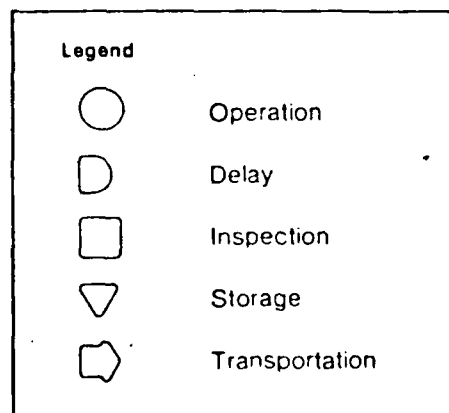 Legend
Operation
Delay
Inspection
Storage
Transportation